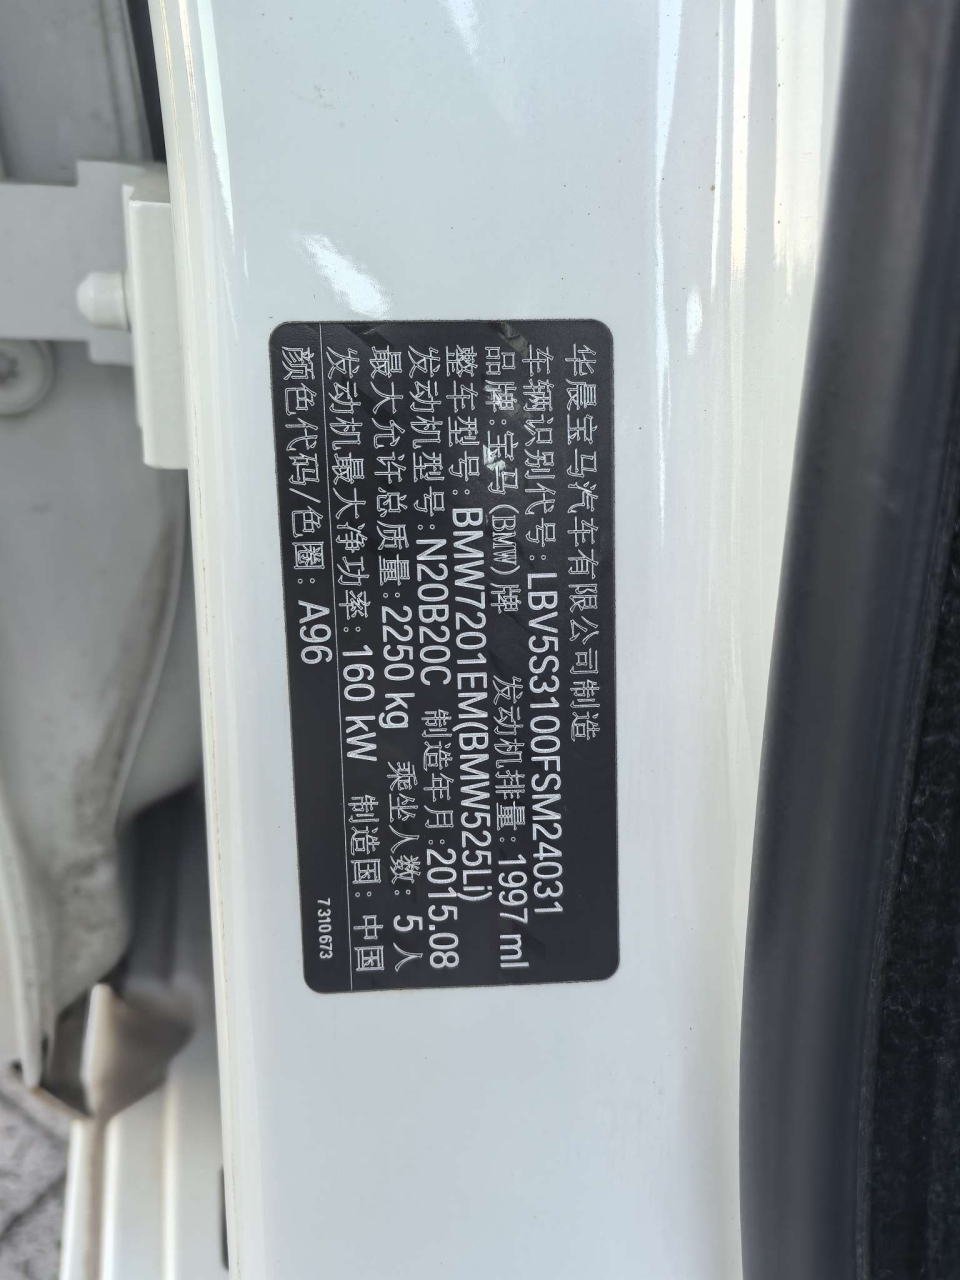 华晨宝马汽车有限公司制造
车辆识别代号:LBV5S3100FSM24031
品牌:宝马(BMW)牌 发动机排量:1997 ml
整车型号:BMW7201EM(BMW525Li)
发动机型号:N20B20C 制造年月:2015.08
最大允许总质量:2250 kg 乘坐人数:5人
发动机最大净功率:160 kW 制造国:中国
颜色代码/色圈:A96
7310673